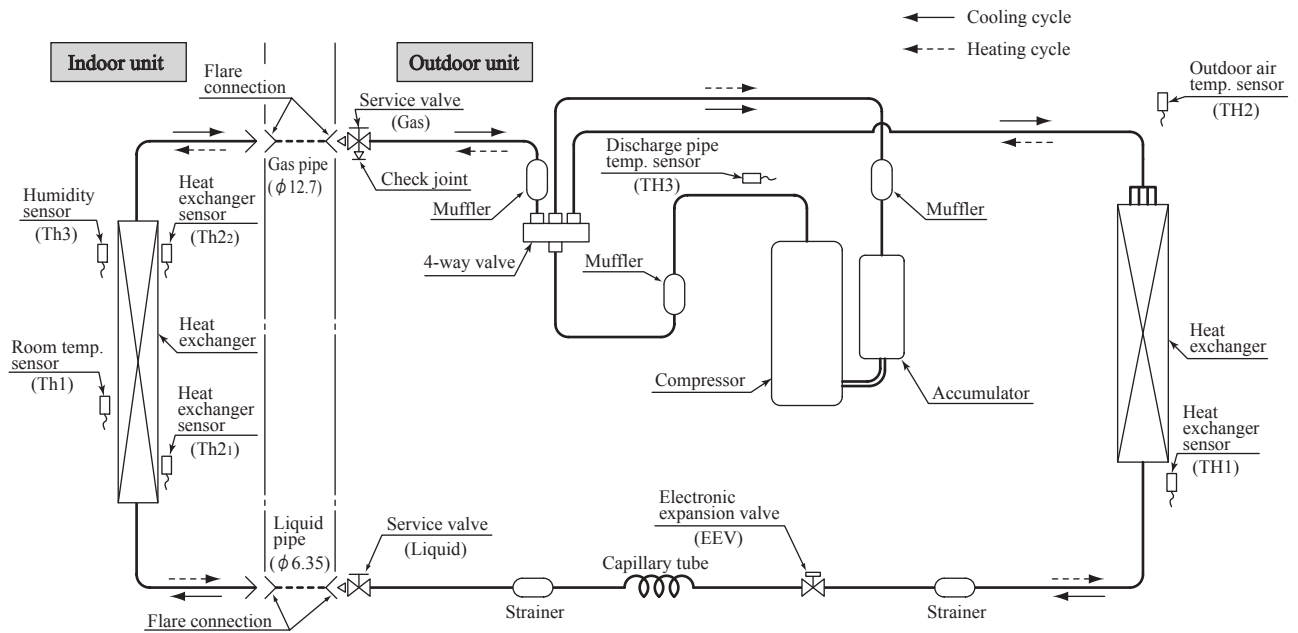 Cooling cycle
Heating cycle
Indoor unit
Outdoor unit
Flare
connection
Service valve
(Gas)
Outdoor air
temp. sensor
(TH2)
Gas pipe
(ϕ12.7)
Check joint
Discharge pipe
temp. sensor
(TH3)
Humidity
sensor
(Th3)
Heat
exchanger
sensor
(Th2₂)
Muffler
Muffler
4-way valve
Muffler
Heat
exchanger
Heat
exchanger
Room temp.
sensor
(Th1)
Compressor
Accumulator
Heat
exchanger
sensor
(Th2₁)
Heat
exchanger
sensor
(TH1)
Liquid
pipe
(ϕ6.35)
Service valve
(Liquid)
Electronic
expansion valve
(EEV)
Capillary tube
Strainer
Strainer
Flare connection